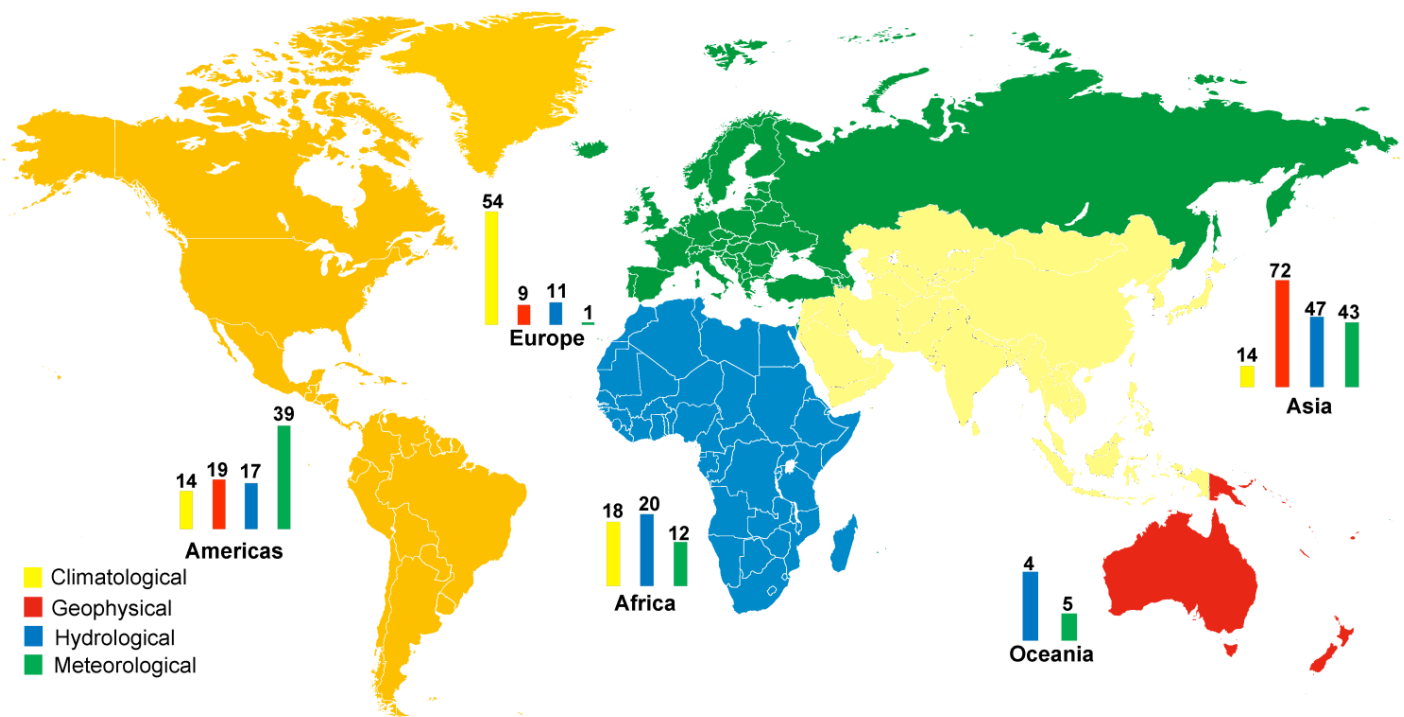 54
9
11
1
Europe
72
47
43
14
Asia
39
14
19
17
Americas
18
20
12
Africa
4
5
Oceania
Climatological
Geophysical
Hydrological
Meteorological